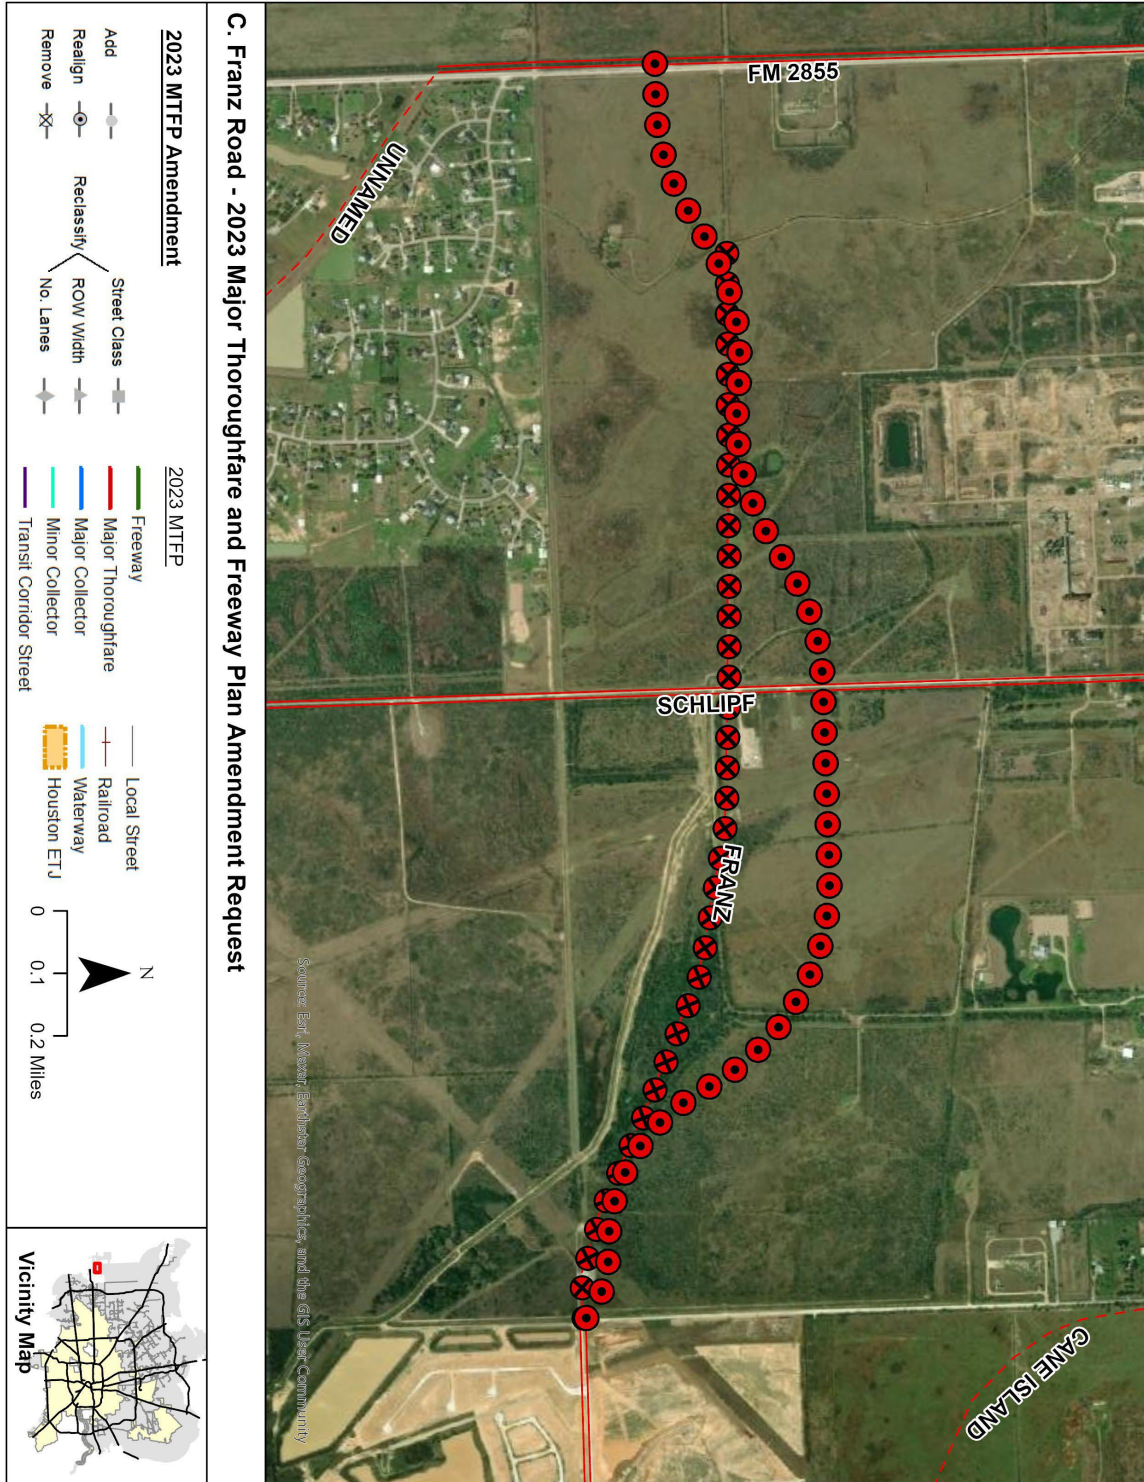 FM 2855
UNNAMED
SCHLIPF
FRANZ
CANE ISLAND
Source: Esri, Maxar, Earthstar Geographics, and the GIS User Community
C. Franz Road - 2023 Major Thoroughfare and Freeway Plan Amendment Request
2023 MTFP Amendment
Add
Realign
Remove
Reclassify
Street Class
ROW Width
No. Lanes
2023 MTFP
Freeway
Major Thoroughfare
Major Collector
Minor Collector
Transit Corridor Street
Local Street
Railroad
Waterway
Houston ETJ
N
0 0.1 0.2 Miles
Vicinity Map